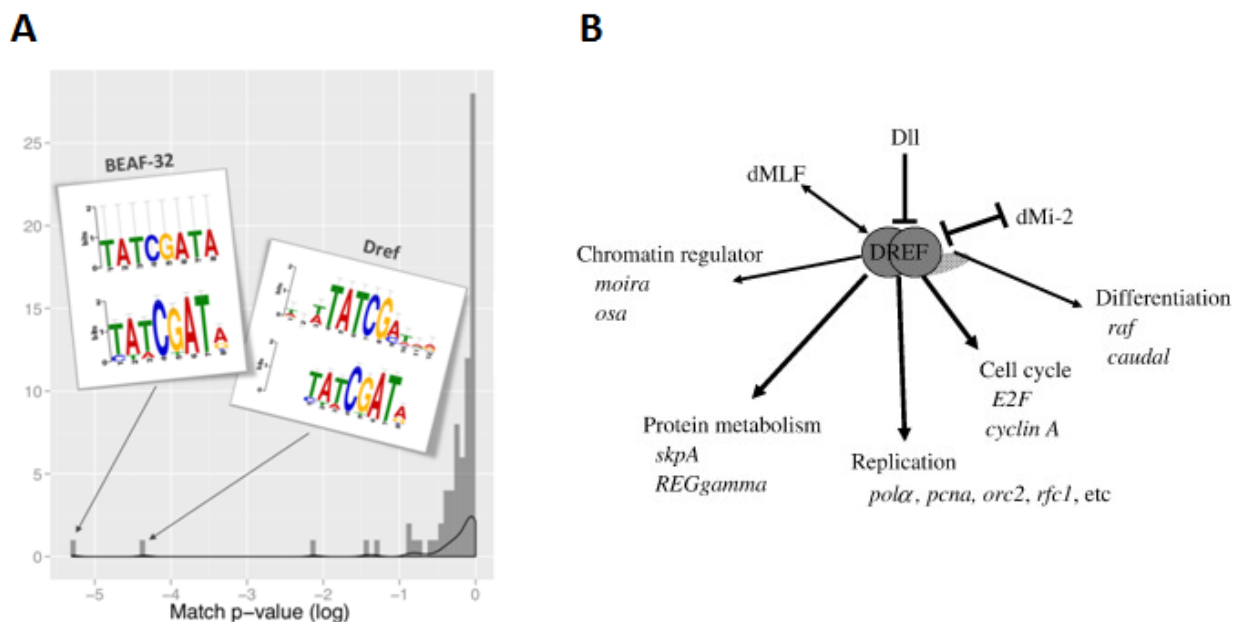 A
B
25
20
15
10
5
0
BEAF-32
TATCGATA
TATCGATA
Dref
TATCGA
TATCGATA
-5
-4
-3
-2
-1
0
Match p-value (log)
Dll
dMLF
dMi-2
DREF
Chromatin regulator
moira
osa
Differentiation
raf
caudal
Cell cycle
E2F
cyclin A
Protein metabolism
skpA
REGgamma
Replication
polα, pcna, orc2, rfc1, etc